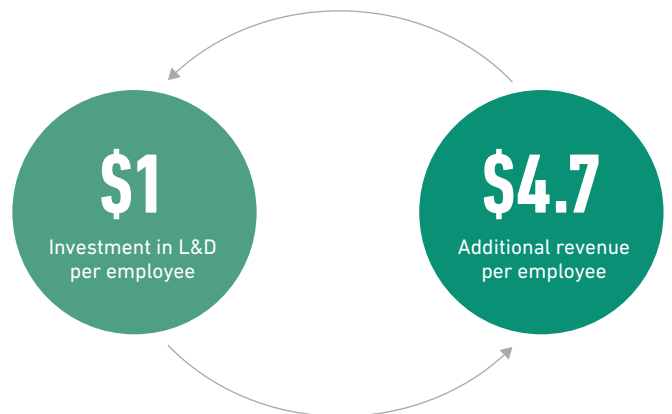 $1
Investment in L&D
per employee
$4.7
Additional revenue
per employee